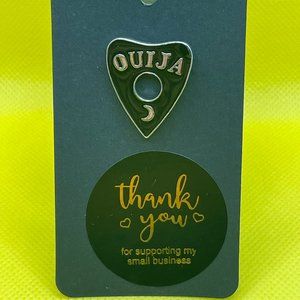 OUIJA
thank
you
for supporting my
small business